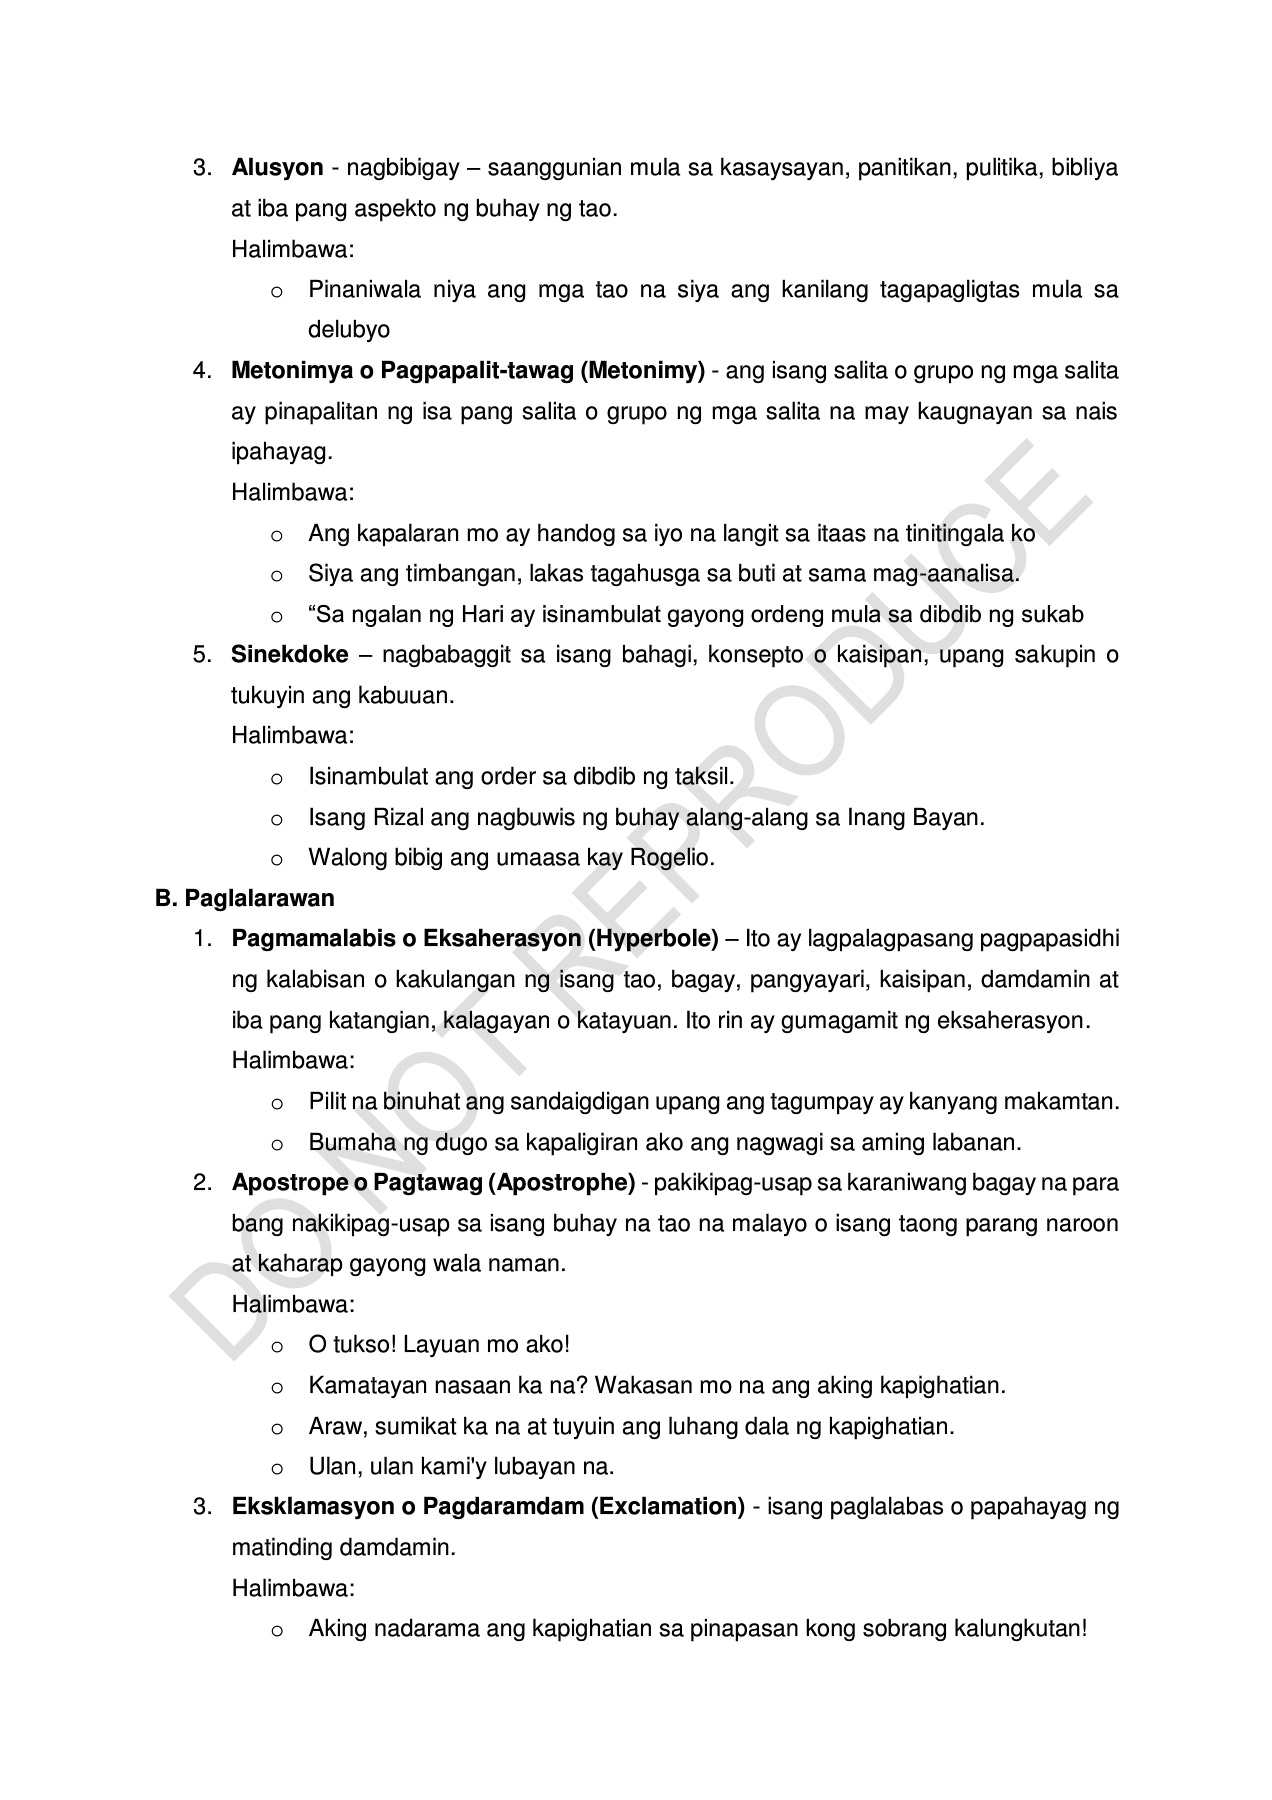 3. Alusyon - nagbibigay – saanggunian mula sa kasaysayan, panitikan, pulitika, bibliya
at iba pang aspekto ng buhay ng tao.
Halimbawa:
o Pinaniwala niya ang mga tao na siya ang kanilang tagapagligtas mula sa
delubyo
4. Metonimya o Pagpapalit-tawag (Metonimy) - ang isang salita o grupo ng mga salita
ay pinapalitan ng isa pang salita o grupo ng mga salita na may kaugnayan sa nais
ipahayag.
Halimbawa:
o Ang kapalaran mo ay handog sa iyo na langit sa itaas na tinitingala ko
o Siya ang timbangan, lakas tagahusga sa buti at sama mag-aanalisa.
o “Sa ngalan ng Hari ay isinambulat gayong ordeng mula sa dibdib ng sukab
5. Sinekdoke – nagbabaggit sa isang bahagi, konsepto o kaisipan, upang sakupin o
tukuyin ang kabuuan.
Halimbawa:
o Isinambulat ang order sa dibdib ng taksil.
o Isang Rizal ang nagbuwis ng buhay alang-alang sa Inang Bayan.
o Walong bibig ang umaasa kay Rogelio.
B. Paglalarawan
1. Pagmamalabis o Eksaherasyon (Hyperbole) – Ito ay lagpalagpasang pagpapasidhi
ng kalabisan o kakulangan ng isang tao, bagay, pangyayari, kaisipan, damdamin at
iba pang katangian, kalagayan o katayuan. Ito rin ay gumagamit ng eksaherasyon.
Halimbawa:
o Pilit na binuhat ang sandaigdigan upang ang tagumpay ay kanyang makamtan.
o Bumaha ng dugo sa kapaligiran ako ang nagwagi sa aming labanan.
2. Apostrope o Pagtawag (Apostrophe) - pakikipag-usap sa karaniwang bagay na para
bang nakikipag-usap sa isang buhay na tao na malayo o isang taong parang naroon
at kaharap gayong wala naman.
Halimbawa:
o O tukso! Layuan mo ako!
o Kamatayan nasaan ka na? Wakasan mo na ang aking kapighatian.
o Araw, sumikat ka na at tuyuin ang luhang dala ng kapighatian.
o Ulan, ulan kami'y lubayan na.
3. Eksklamasyon o Pagdaramdam (Exclamation) - isang paglalabas o papahayag ng
matinding damdamin.
Halimbawa:
o Aking nadarama ang kapighatian sa pinapasan kong sobrang kalungkutan!
DO NOT REPRODUCE